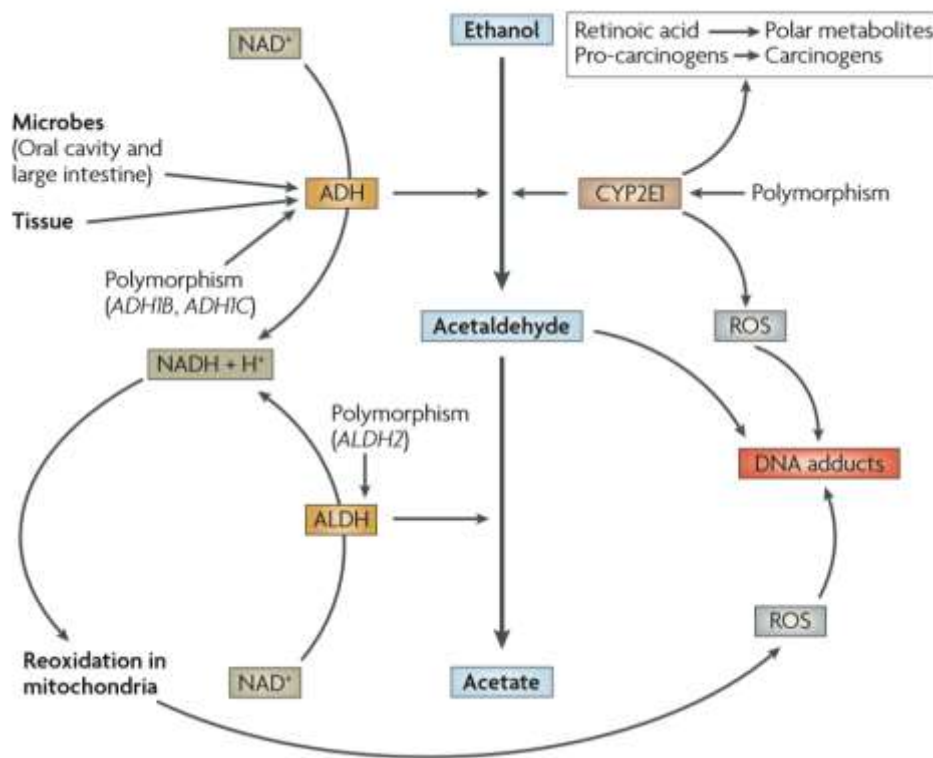 NAD⁺
Ethanol
Retinoic acid → Polar metabolites
Pro-carcinogens → Carcinogens
Microbes
(Oral cavity and
large intestine)
ADH
CYP2EI
Polymorphism
Tissue
Polymorphism
(ADH1B, ADH1C)
Acetaldehyde
ROS
NADH + H⁺
Polymorphism
(ALDH2)
DNA adducts
ALDH
ROS
Reoxidation in
mitochondria
NAD⁺
Acetate